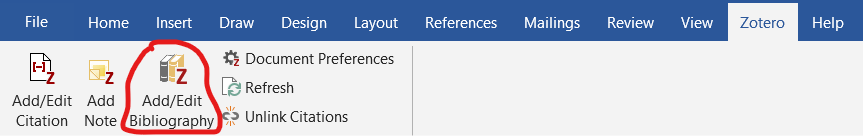 File Home Insert Draw Design Layout References Mailings Review View Zotero Help
Add/Edit Citation
Add Note
Add/Edit Bibliography
Document Preferences
Refresh
Unlink Citations